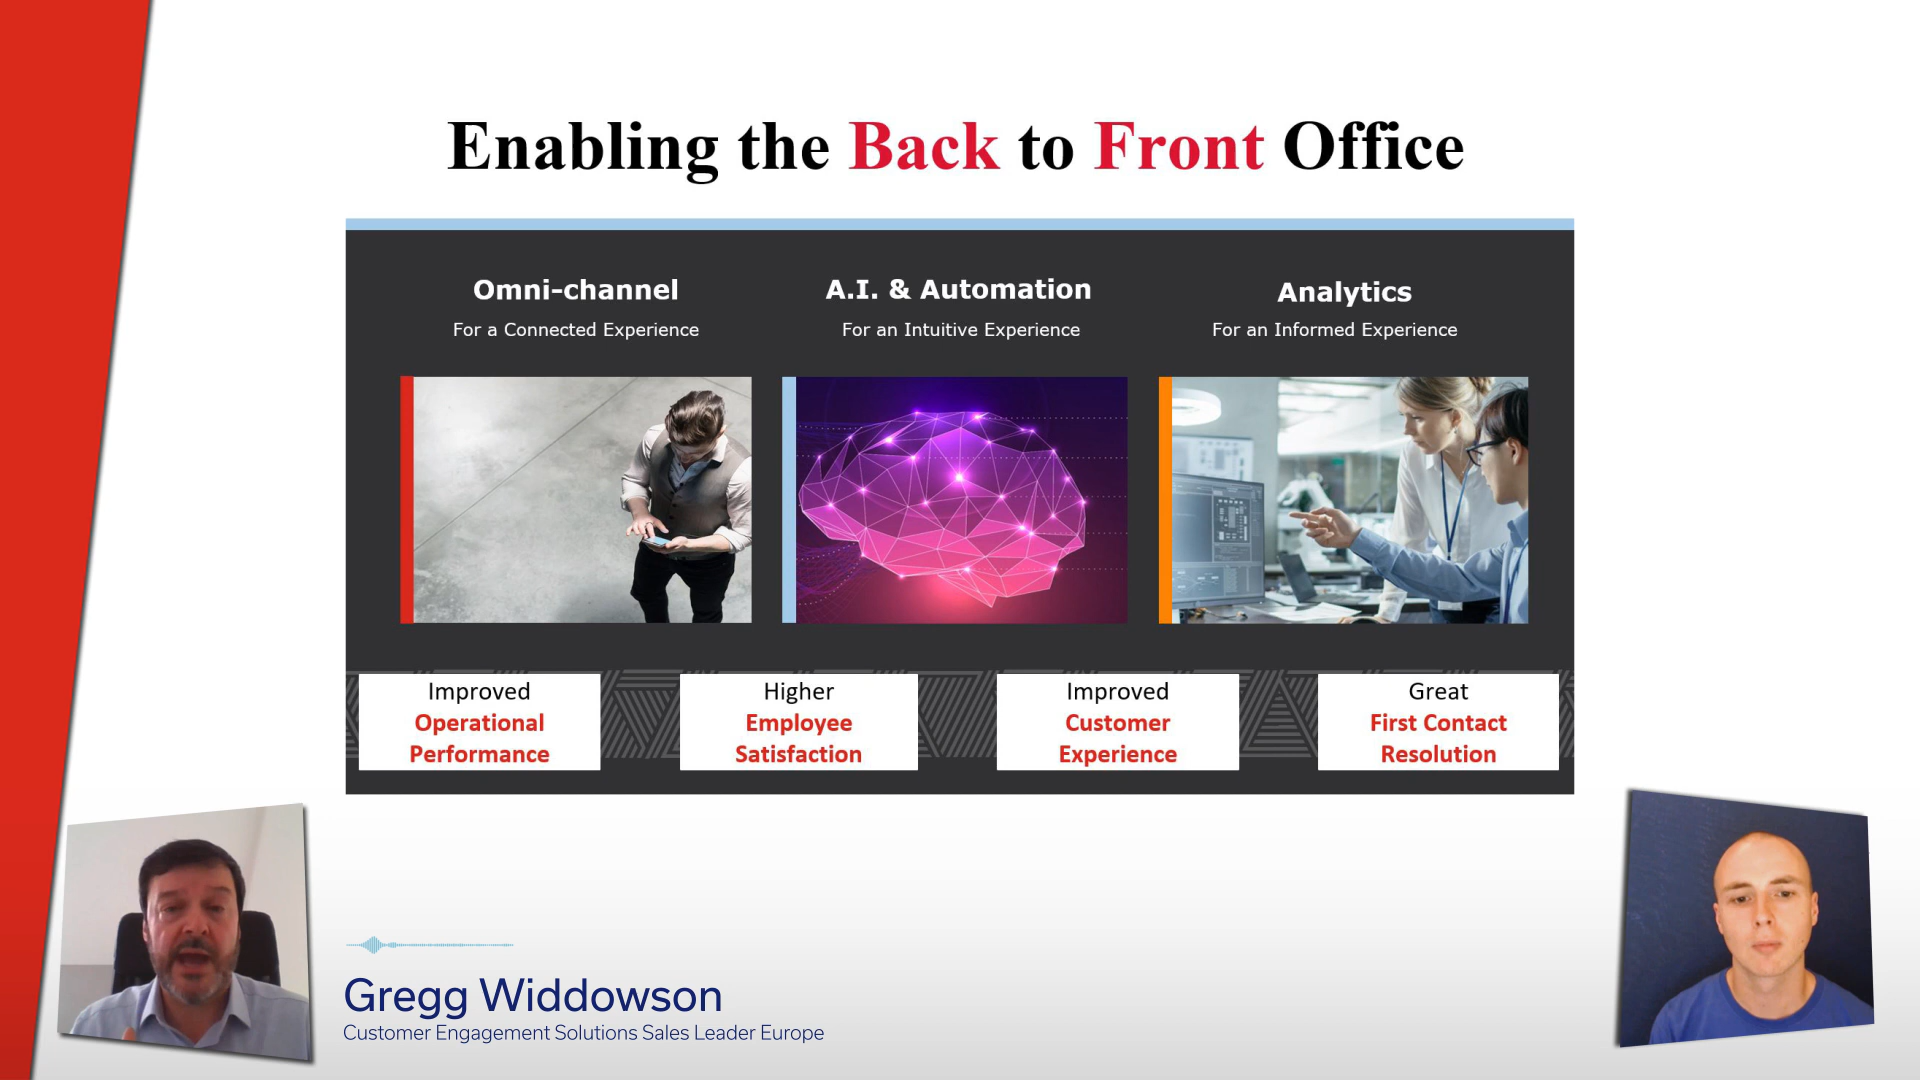 Enabling the Back to Front Office
Omni-channel
For a Connected Experience
A.I. & Automation
For an Intuitive Experience
Analytics
For an Informed Experience
Improved
Operational
Performance
Higher
Employee
Satisfaction
Improved
Customer
Experience
Great
First Contact
Resolution
Gregg Widdowson
Customer Engagement Solutions Sales Leader Europe